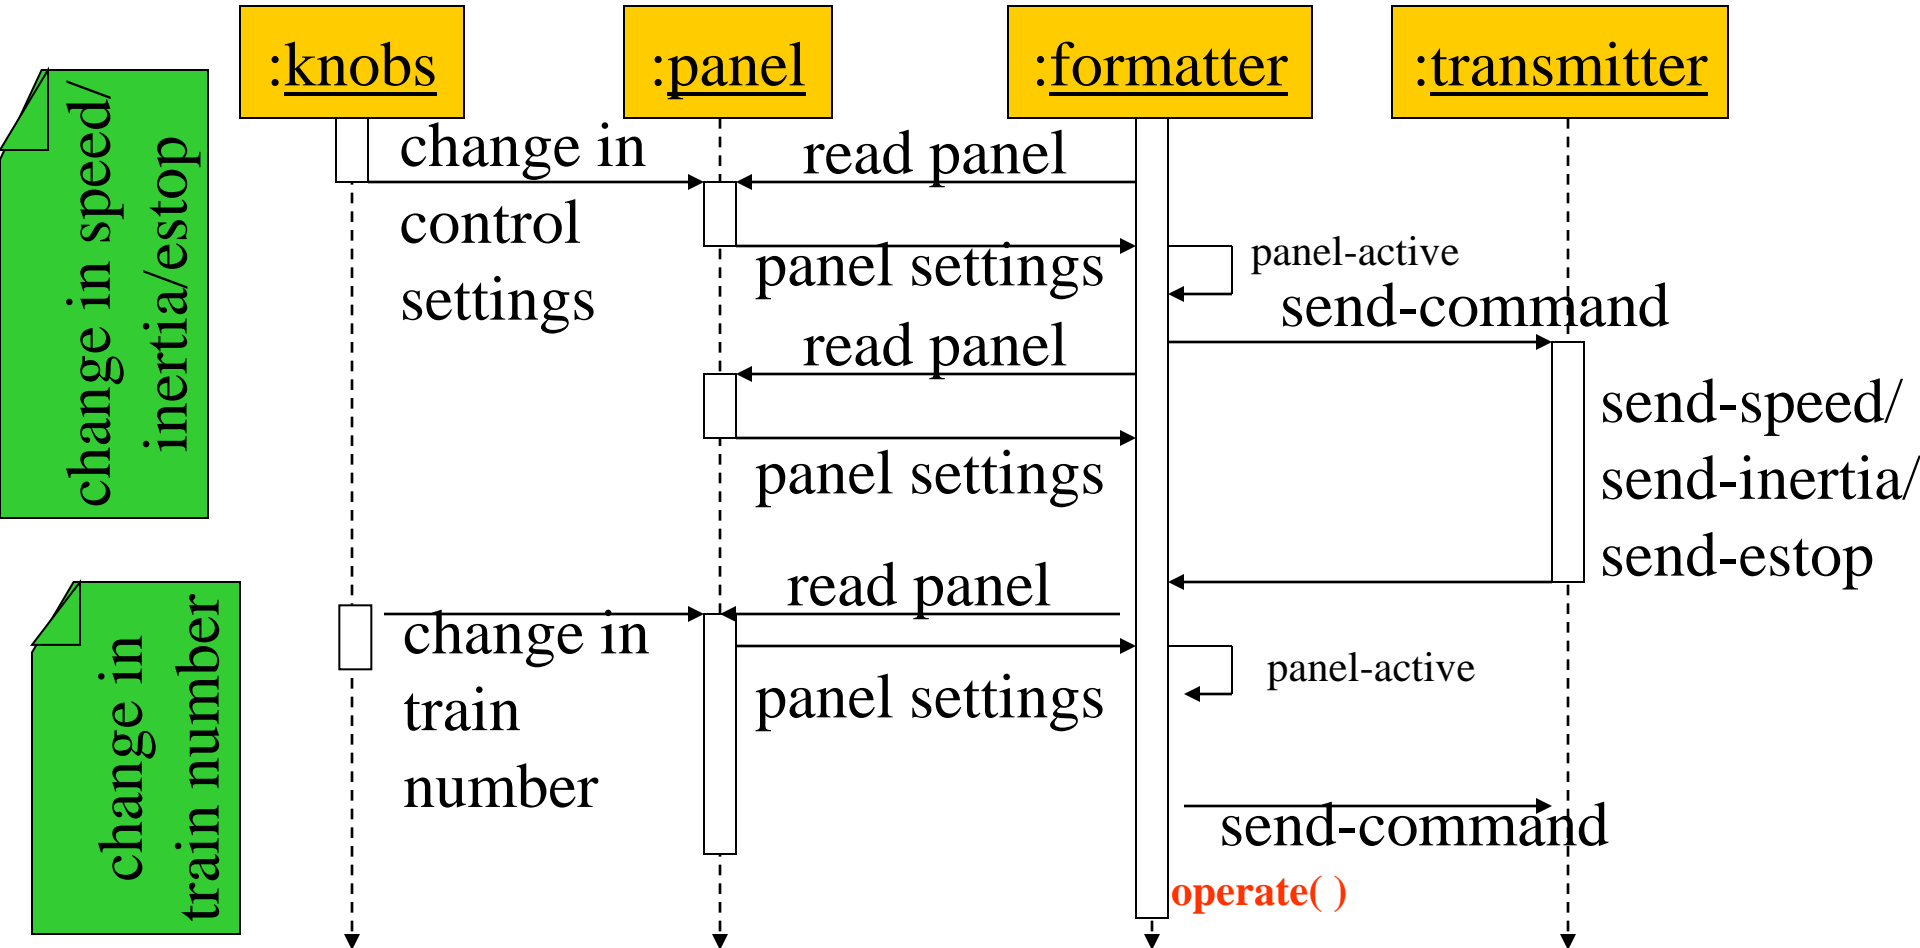 :knobs
:panel
:formatter
:transmitter
change in speed/
inertia/estop
change in
control
settings
read panel
panel settings
panel-active
send-command
read panel
panel settings
send-speed/
send-inertia/
send-estop
change in
train number
change in
train
number
read panel
panel settings
panel-active
send-command
operate( )